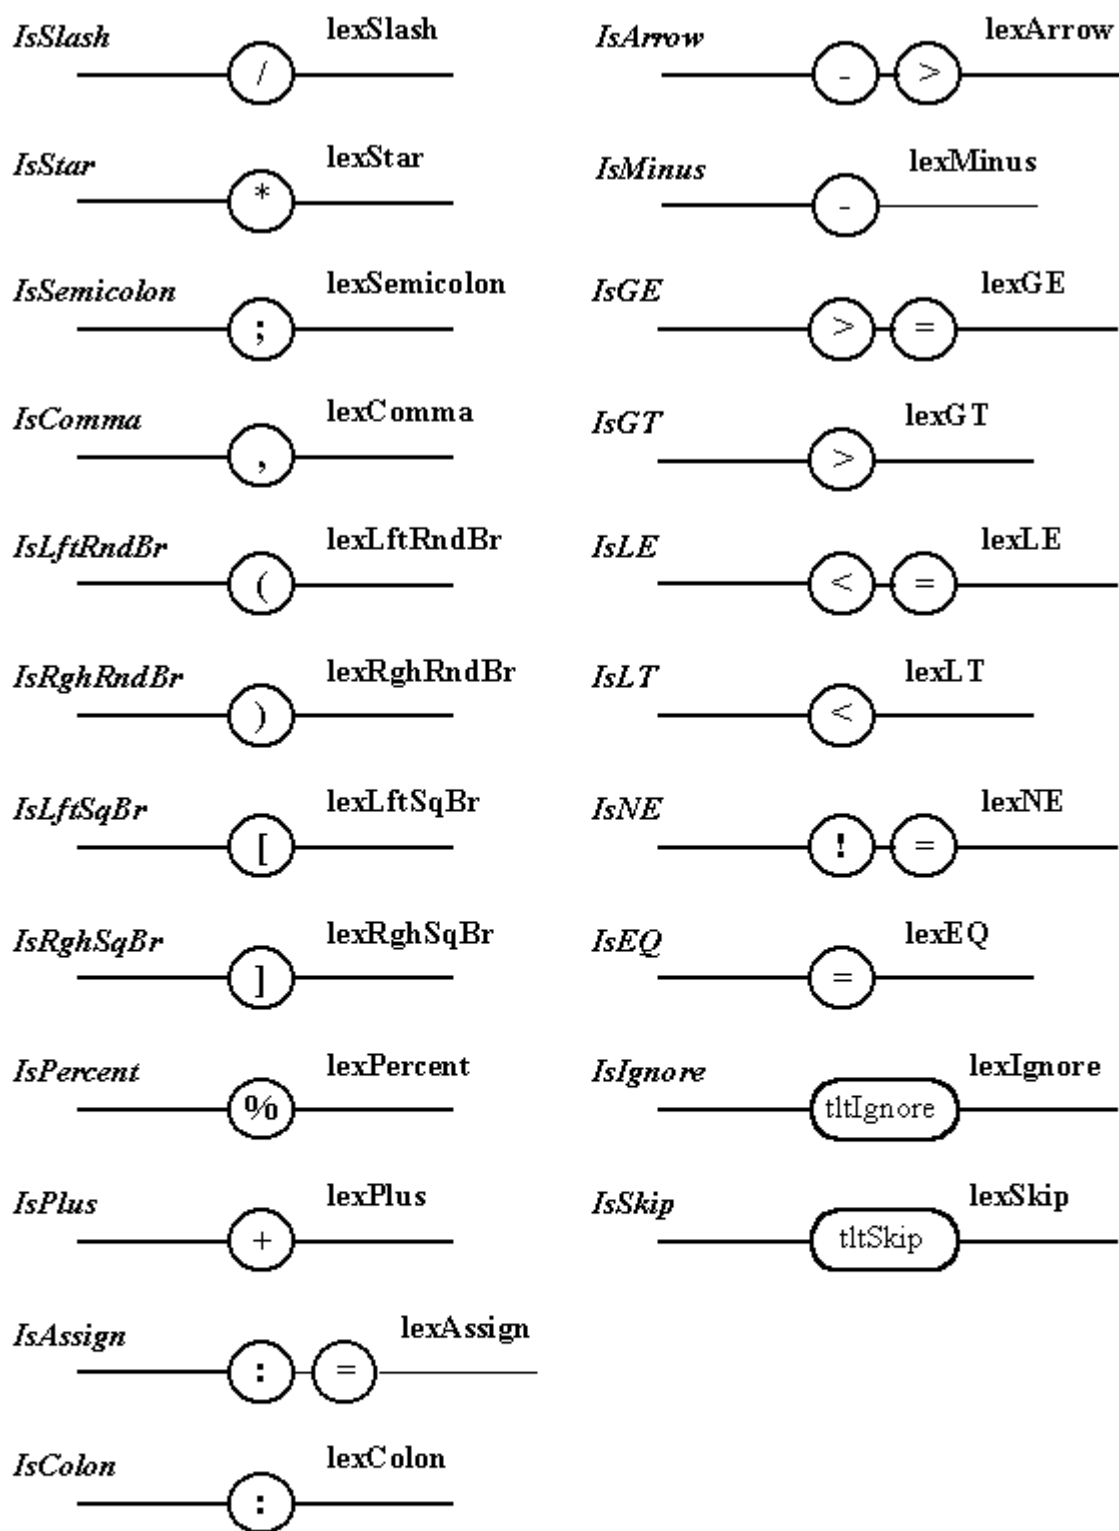 IsSlash lexSlash
/
IsStar lexStar
*
IsSemicolon lexSemicolon
;
IsComma lexComma
,
IsLftRndBr lexLftRndBr
(
IsRghRndBr lexRghRndBr
)
IsLftSqBr lexLftSqBr
[
IsRghSqBr lexRghSqBr
]
IsPercent lexPercent
%
IsPlus lexPlus
+
IsAssign lexAssign
: =
IsColon lexColon
:
IsArrow lexArrow
- >
IsMinus lexMinus
-
IsGE lexGE
> =
IsGT lexGT
>
IsLE lexLE
< =
IsLT lexLT
<
IsNE lexNE
! =
IsEQ lexEQ
=
IsIgnore lexIgnore
tltIgnore
IsSkip lexSkip
tltSkip